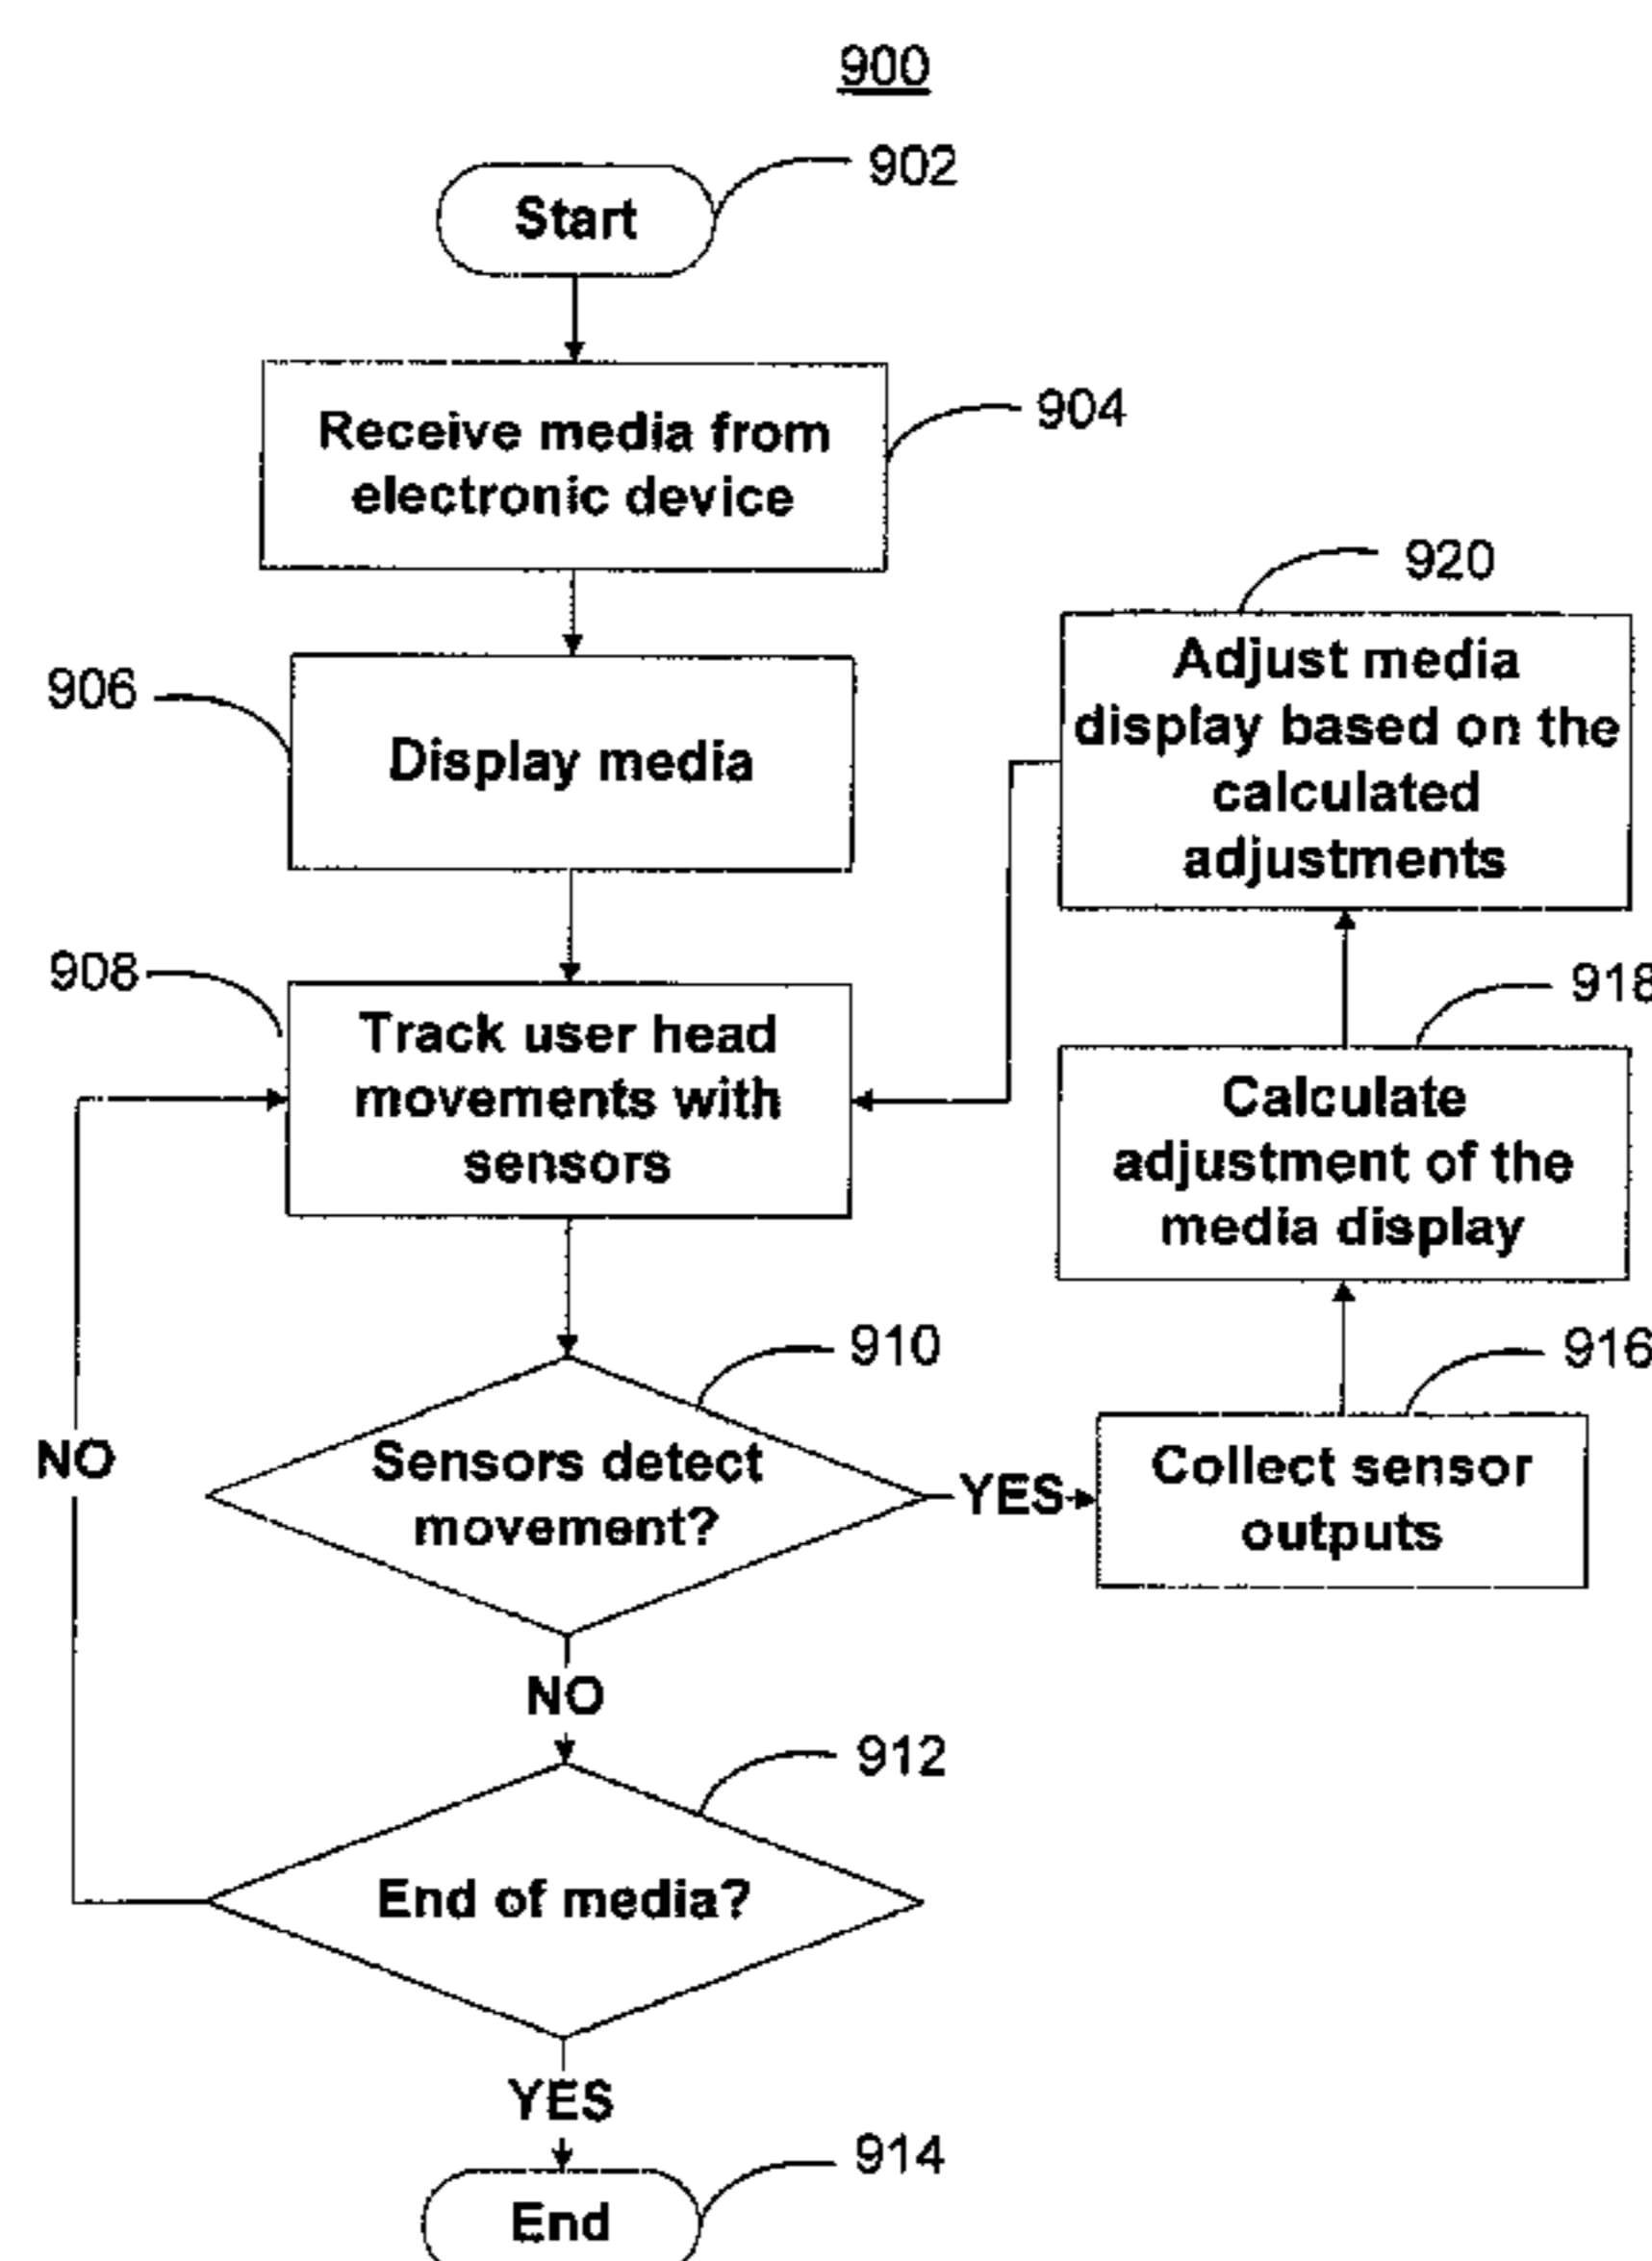 900
902
Start
904
Receive media from
electronic device
906
Display media
920
Adjust media
display based on the
calculated
adjustments
908
Track user head
movements with
sensors
918
Calculate
adjustment of the
media display
910
Sensors detect
movement?
YES
916
Collect sensor
outputs
NO
NO
912
End of media?
YES
914
End